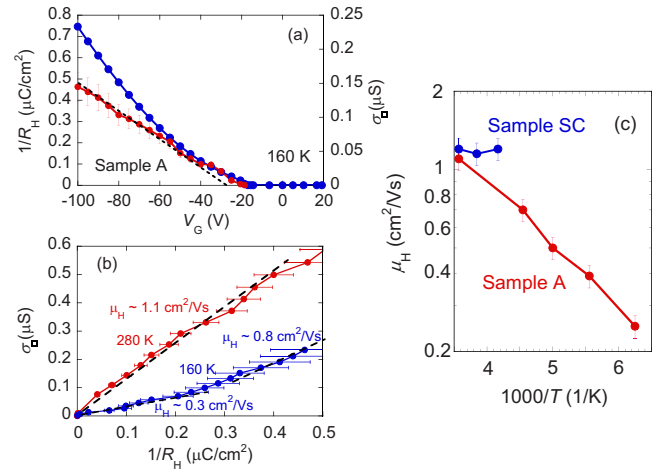 (a)
1/R_H (μC/cm²)
0.8
0.7
0.6
0.5
0.4
0.3
0.2
0.1
0
Sample A
160 K
0.25
0.2
0.15
0.1
0.05
0
σ□(μS)
-100 -80 -60 -40 -20 0 20
V_G (V)
(b)
σ□(μS)
0.6
0.5
0.4
0.3
0.2
0.1
0
μ_H ~ 1.1 cm²/Vs
280 K
μ_H ~ 0.8 cm²/Vs
160 K
μ_H ~ 0.3 cm²/Vs
0 0.1 0.2 0.3 0.4 0.5
1/R_H (μC/cm²)
(c)
μ_H (cm²/Vs)
2
1
0.8
0.6
0.4
0.2
Sample SC
Sample A
4 5 6
1000/T (1/K)